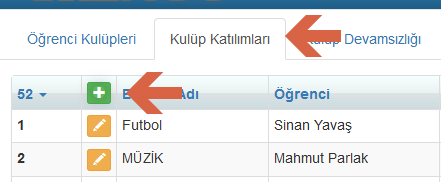 Öğrenci Kulüpleri Kulüp Katılımları Devamsızlığı
52 Adı Öğrenci
1 Futbol Sinan Yavaş
2 MÜZİK Mahmut Parlak